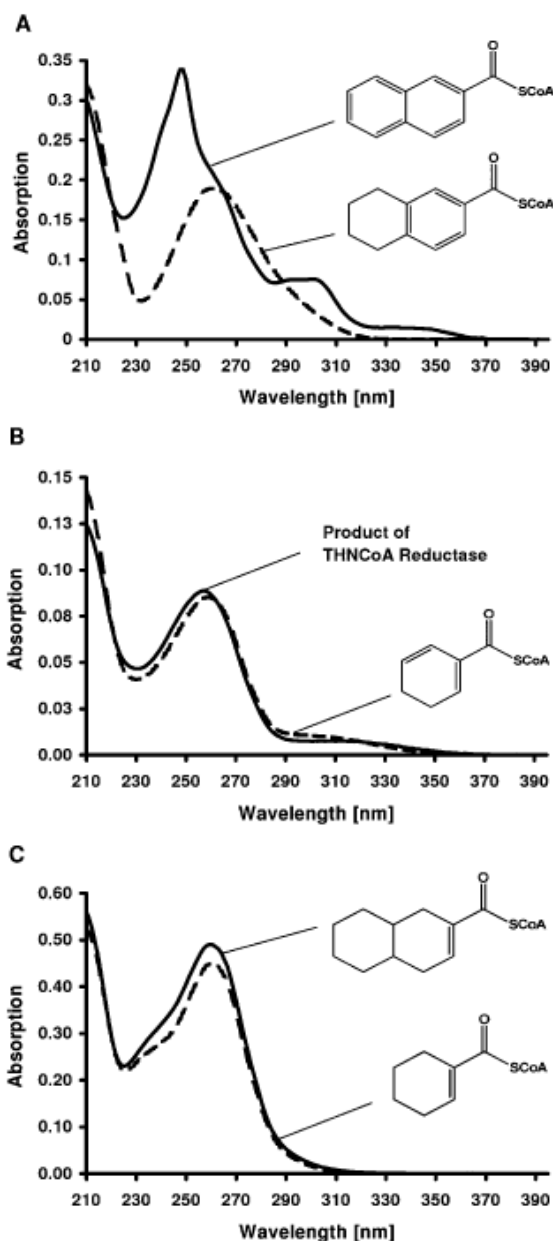 A
0.35
0.3
0.25
0.2
0.15
0.1
0.05
0
Absorption
210 230 250 270 290 310 330 350 370 390
Wavelength [nm]
O
SCoA
O
SCoA
B
0.15
0.13
0.10
0.08
0.05
0.03
0.00
Absorption
210 230 250 270 290 310 330 350 370 390
Wavelength [nm]
Product of
THNCoA Reductase
O
SCoA
C
0.60
0.50
0.40
0.30
0.20
0.10
0.00
Absorption
210 230 250 270 290 310 330 350 370 390
Wavelength [nm]
O
SCoA
O
SCoA